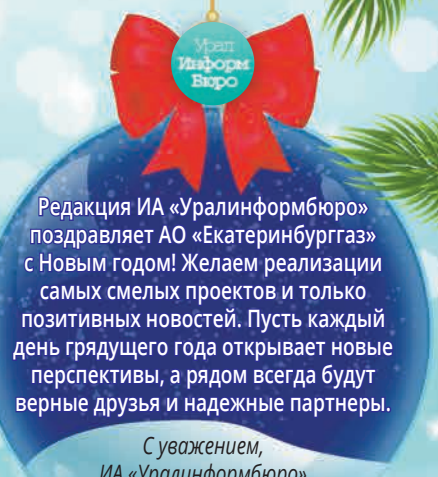 Урал
Информ
Бюро
Редакция ИА «Уралинформбюро»
поздравляет АО «Екатеринбурггаз»
с Новым годом! Желаем реализации
самых смелых проектов и только
позитивных новостей. Пусть каждый
день грядущего года открывает новые
перспективы, а рядом всегда будут
верные друзья и надежные партнеры.
С уважением,
ИА «Уралинформбюро»